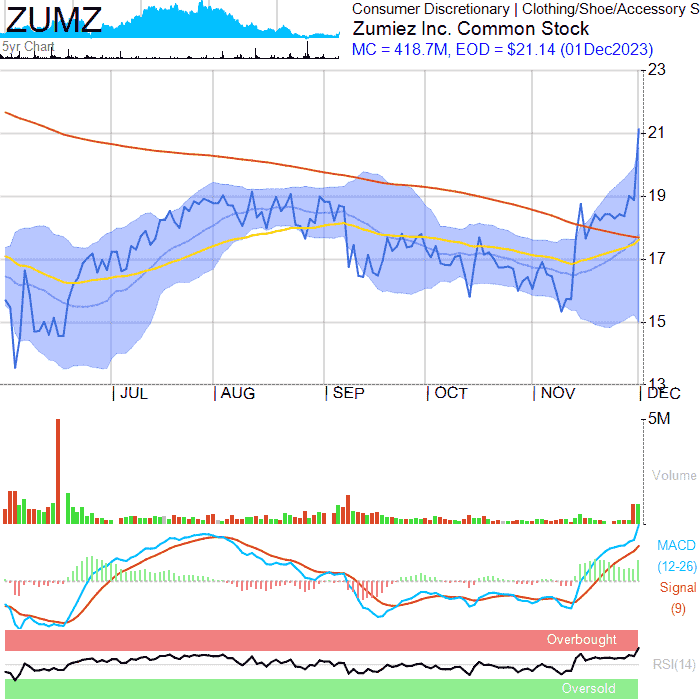 ZUMZ
5yr Chart
Consumer Discretionary | Clothing/Shoe/Accessory S
Zumiez Inc. Common Stock
MC = 418.7M, EOD = $21.14 (01Dec2023)
23
21
19
17
15
13
JUL AUG SEP OCT NOV DEC
5M
Volume
MACD
(12-26)
Signal
(9)
Overbought
RSI(14)
Oversold